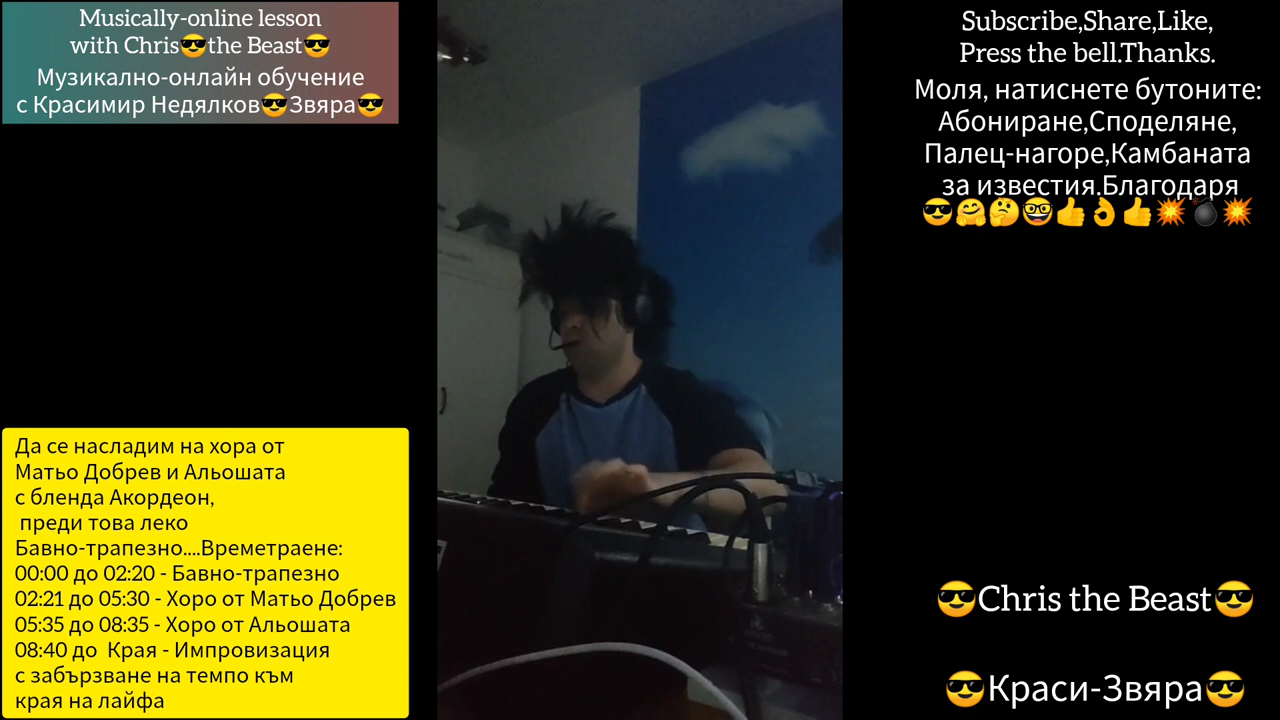 Musically-online lesson
with Chris😎the Beast😎
Музикално-онлайн обучение
с Красимир Недялков😎Звяра😎
Subscribe,Share,Like,
Press the bell.Thanks.
Моля, натиснете бутоните:
Абониране,Споделяне,
Палец-нагоре,Камбаната
за известия.Благодаря
😎🤗🤔🤓👍👌👍💥💣💥
Да се насладим на хора от
Матьо Добрев и Альошата
с бленда Акордеон,
преди това леко
Бавно-трапезно....Времетраене:
00:00 до 02:20 - Бавно-трапезно
02:21 до 05:30 - Хоро от Матьо Добрев
05:35 до 08:35 - Хоро от Альошата
08:40 до  Края - Импровизация
с забързване на темпо към
края на лайфа
😎Chris the Beast😎
😎Краси-Звяра😎